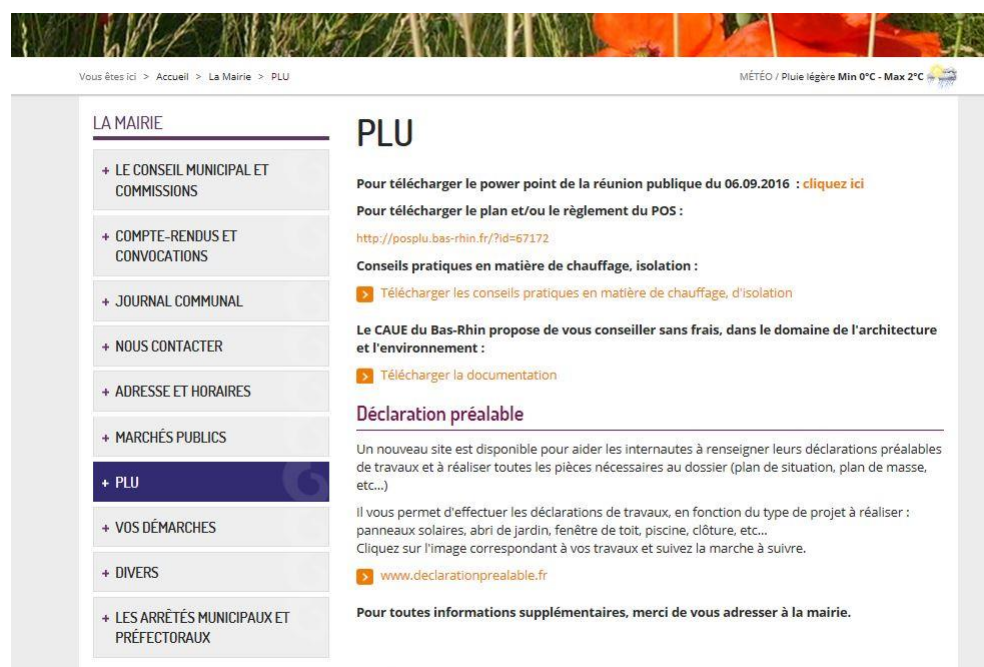 Vous êtes ici > Accueil > La Mairie > PLU
MÉTÉO / Pluie légère Min 0°C - Max 2°C
LA MAIRIE
+ LE CONSEIL MUNICIPAL ET
COMMISSIONS
+ COMPTE-RENDUS ET
CONVOCATIONS
+ JOURNAL COMMUNAL
+ NOUS CONTACTER
+ ADRESSE ET HORAIRES
+ MARCHÉS PUBLICS
+ PLU
+ VOS DÉMARCHES
+ DIVERS
+ LES ARRÊTÉS MUNICIPAUX ET
PRÉFECTORAUX
PLU
Pour télécharger le power point de la réunion publique du 06.09.2016 : cliquez ici
Pour télécharger le plan et/ou le règlement du POS :
http://posplu.bas-rhin.fr/?id=67172
Conseils pratiques en matière de chauffage, isolation :
Télécharger les conseils pratiques en matière de chauffage, d'isolation
Le CAUE du Bas-Rhin propose de vous conseiller sans frais, dans le domaine de l'architecture
et l'environnement :
Télécharger la documentation
Déclaration préalable
Un nouveau site est disponible pour aider les internautes à renseigner leurs déclarations préalables
de travaux et à réaliser toutes les pièces nécessaires au dossier (plan de situation, plan de masse,
etc...)
Il vous permet d'effectuer les déclarations de travaux, en fonction du type de projet à réaliser :
panneaux solaires, abri de jardin, fenêtre de toit, piscine, clôture, etc...
Cliquez sur l'image correspondant à vos travaux et suivez la marche à suivre.
www.declarationprealable.fr
Pour toutes informations supplémentaires, merci de vous adresser à la mairie.